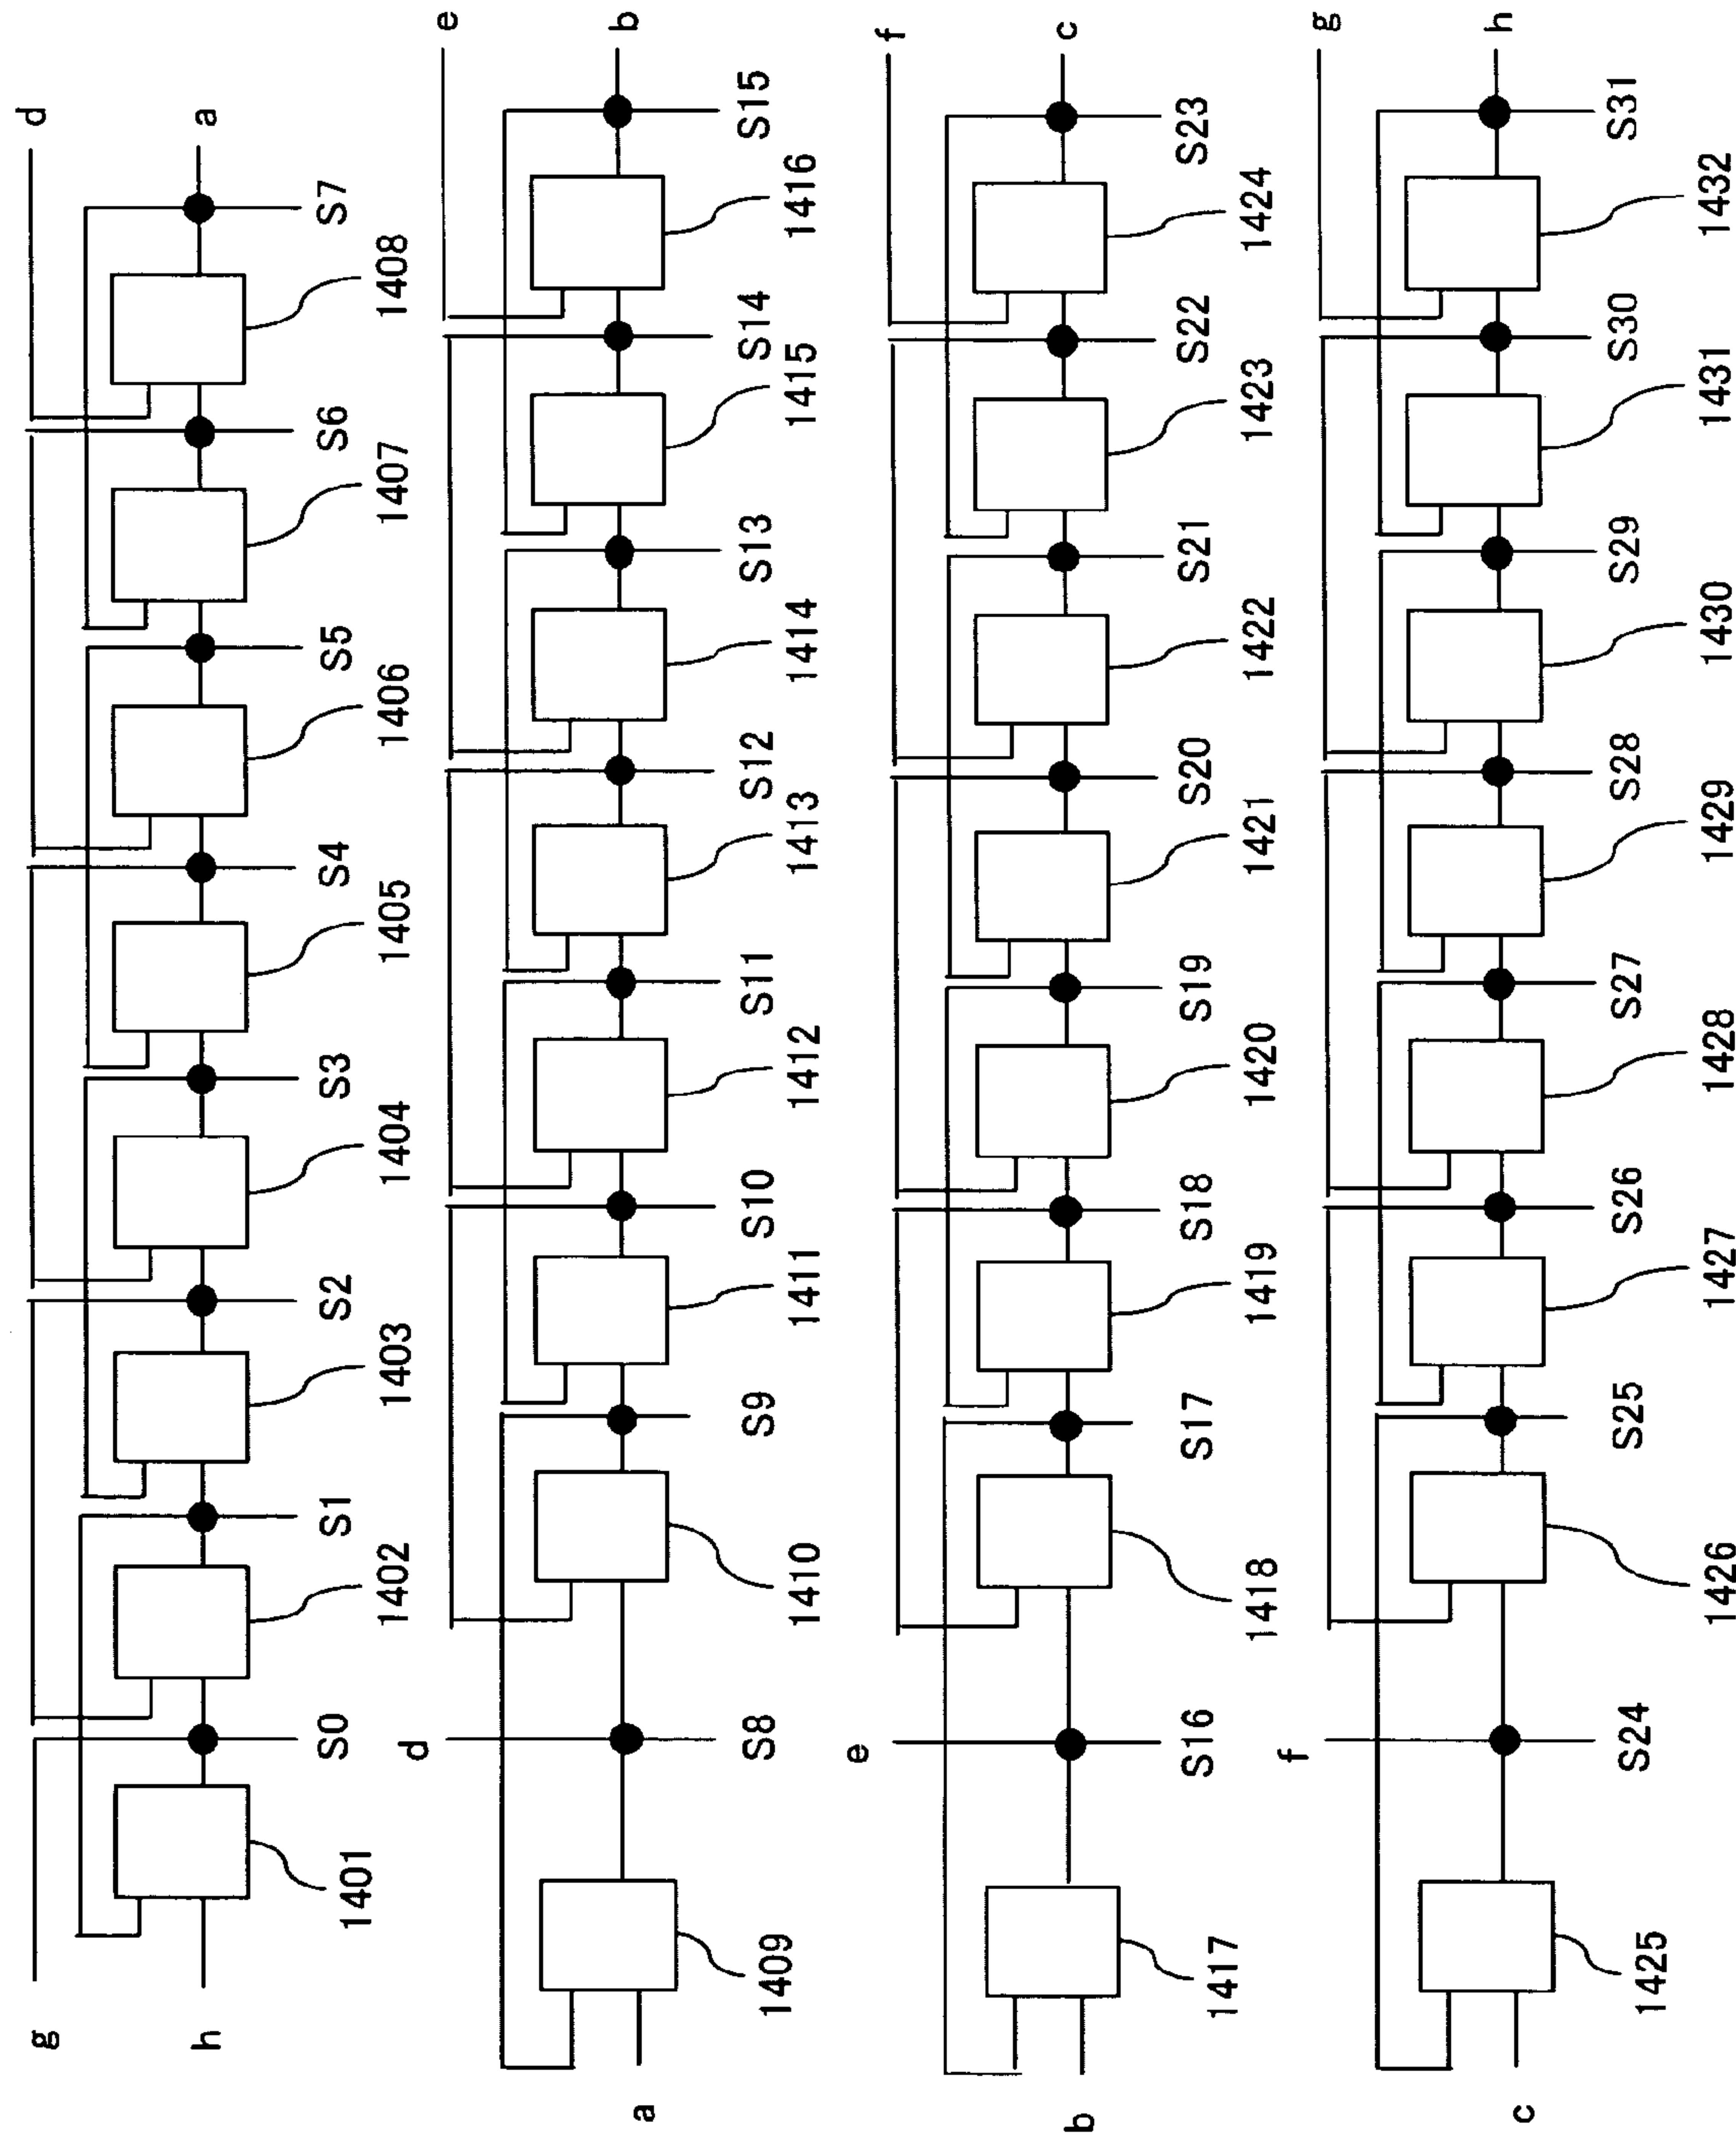 g d
h a
S0 S1 S2 S3 S4 S5 S6 S7
1401 1402 1403 1404 1405 1406 1407 1408
d e
a b
S8 S9 S10 S11 S12 S13 S14 S15
1409 1410 1411 1412 1413 1414 1415 1416
e f
b c
S16 S17 S18 S19 S20 S21 S22 S23
1417 1418 1419 1420 1421 1422 1423 1424
f g
c h
S24 S25 S26 S27 S28 S29 S30 S31
1425 1426 1427 1428 1429 1430 1431 1432